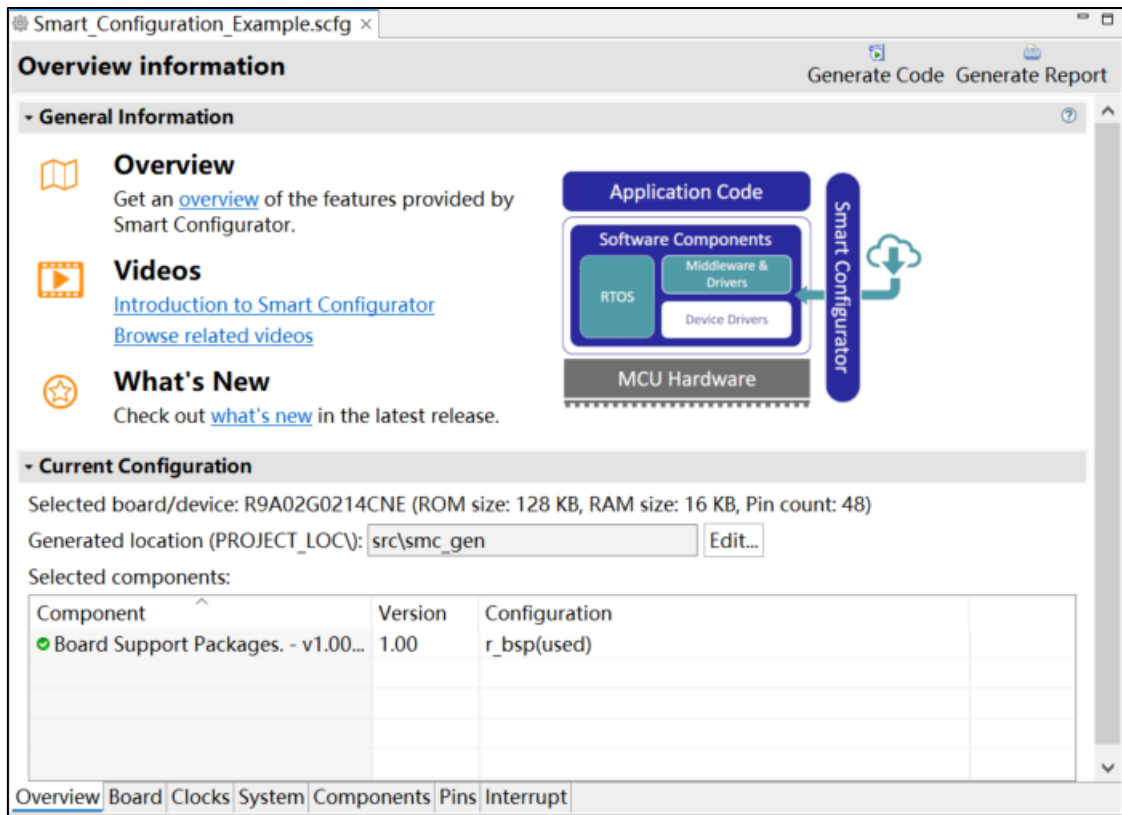 Smart_Configuration_Example.scfg ×
Overview information
Generate Code Generate Report
General Information
Overview
Get an overview of the features provided by
Smart Configurator.
Videos
Introduction to Smart Configurator
Browse related videos
What's New
Check out what's new in the latest release.
Application Code
Software Components
RTOS
Middleware &
Drivers
Device Drivers
MCU Hardware
Smart Configurator
Current Configuration
Selected board/device: R9A02G0214CNE (ROM size: 128 KB, RAM size: 16 KB, Pin count: 48)
Generated location (PROJECT_LOC\): src\smc_gen Edit...
Selected components:
Component Version Configuration
Board Support Packages. - v1.00... 1.00 r_bsp(used)
Overview Board Clocks System Components Pins Interrupt